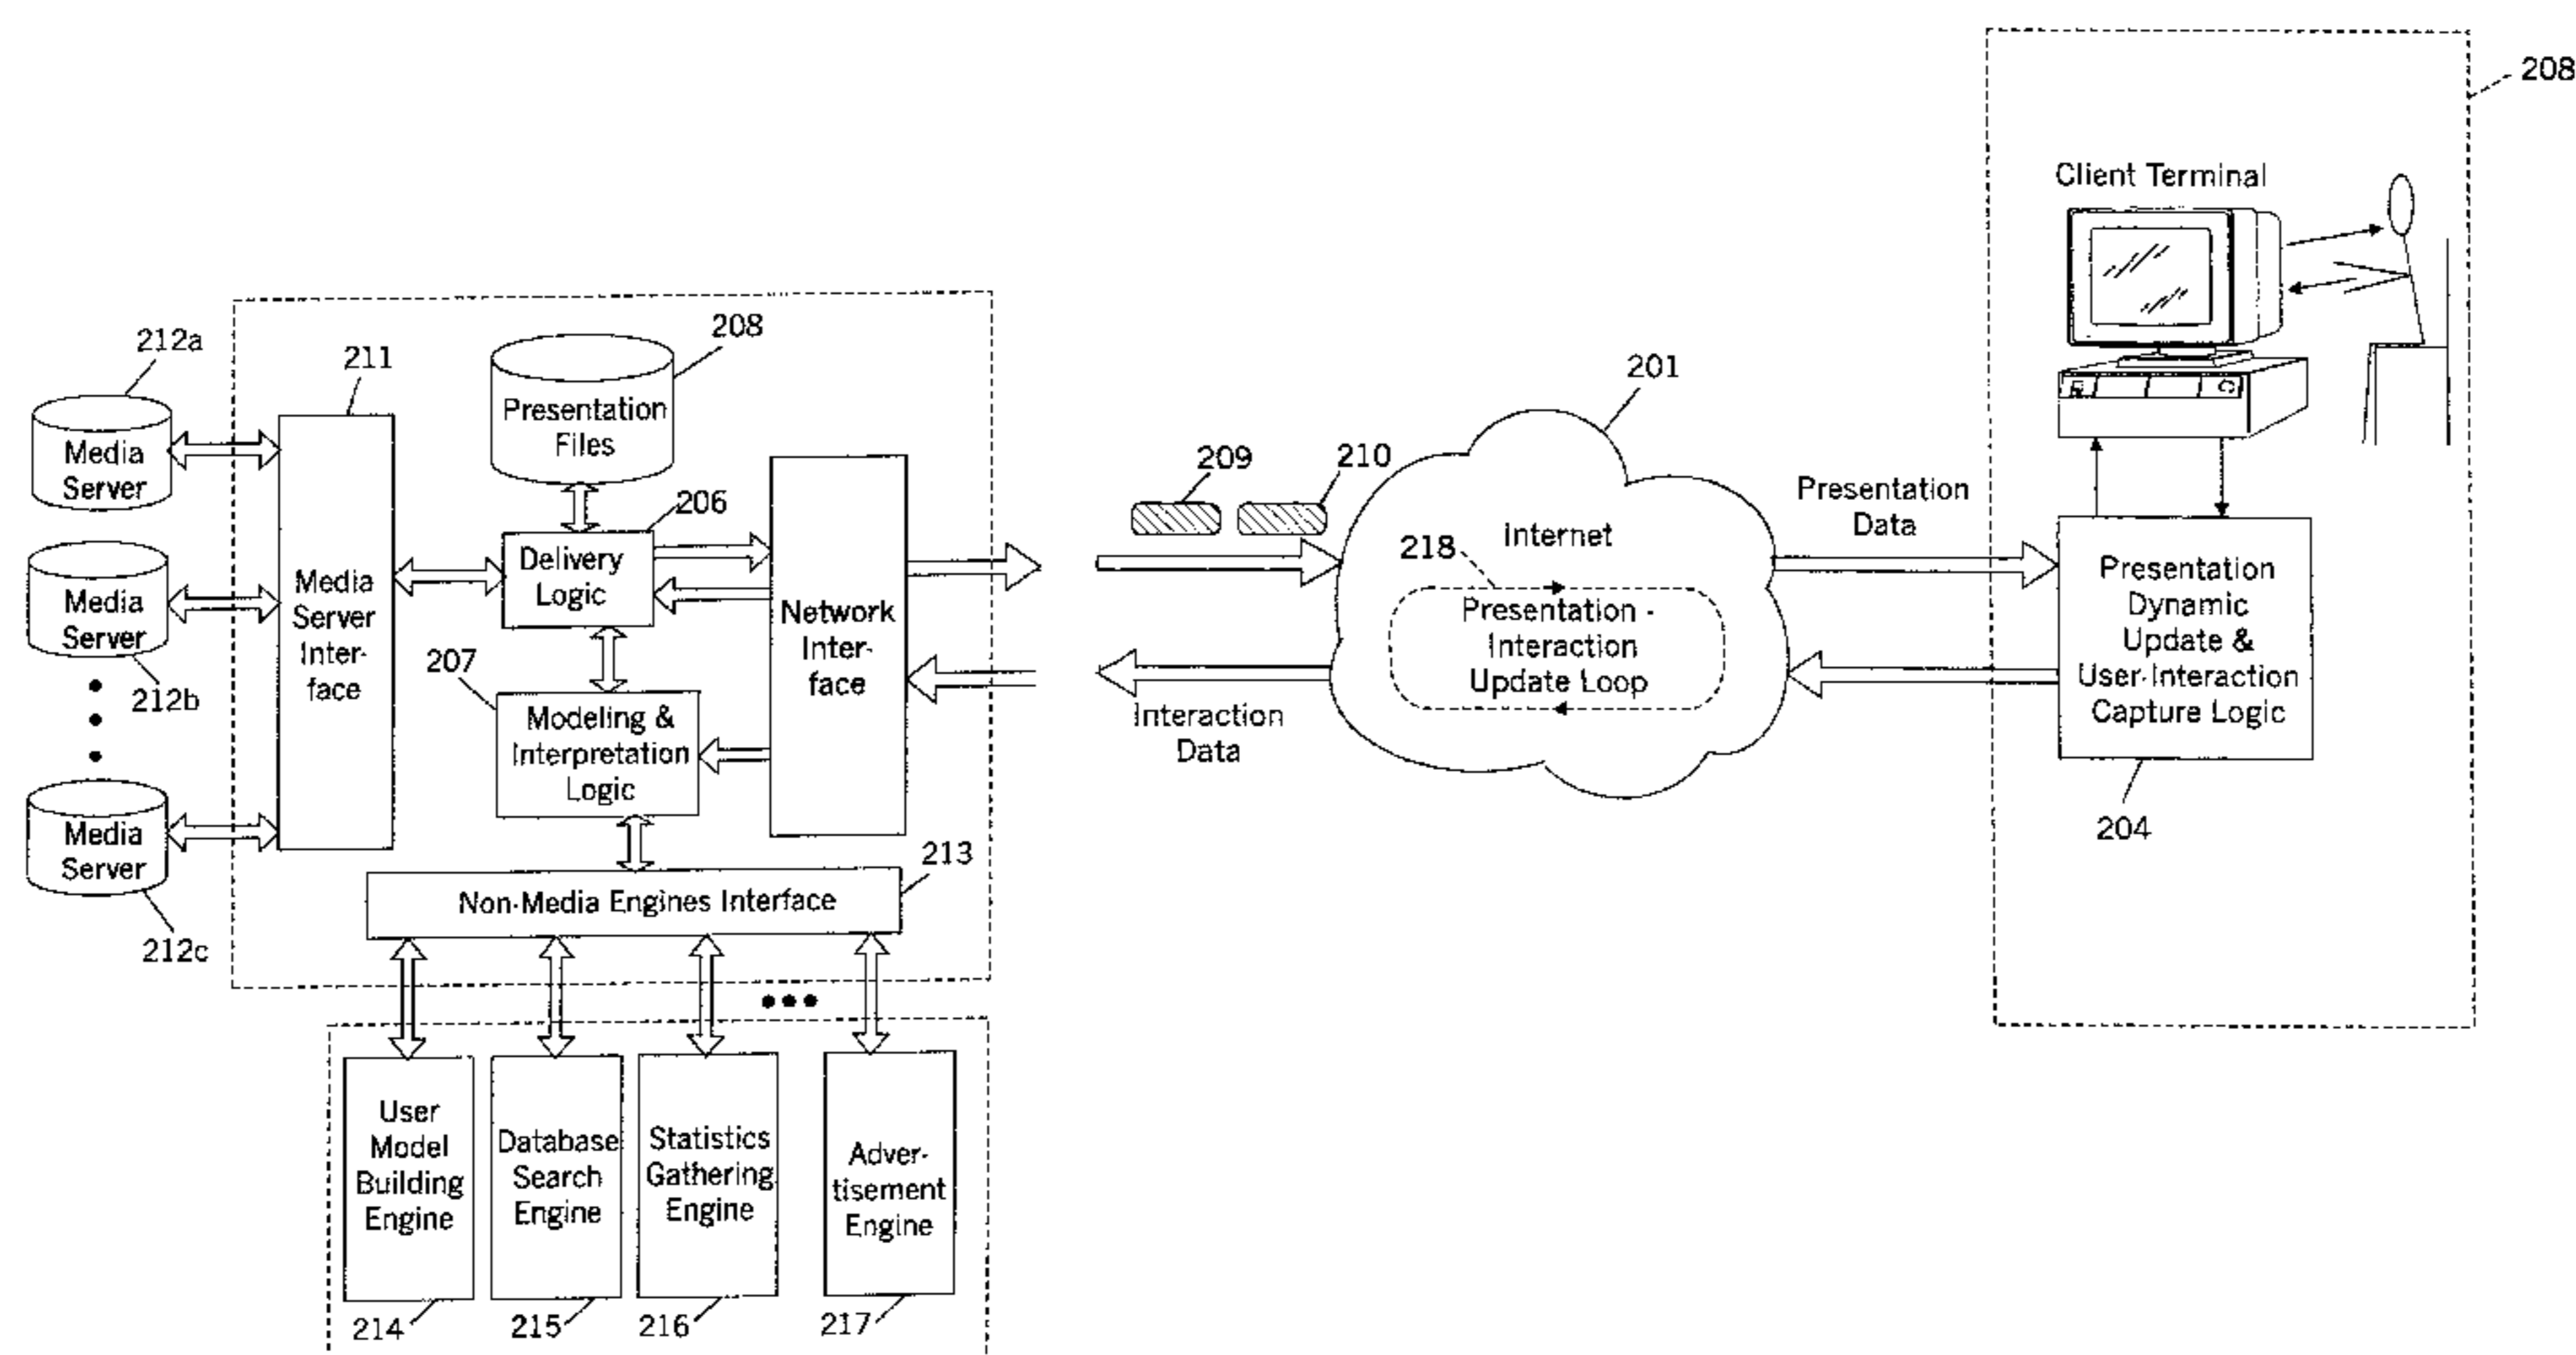 208
Client Terminal
212a
211
208
Media
Server
Presentation
Files
206
201
209
210
Presentation
Data
Media
Server
212b
Media
Server
Inter-
face
Delivery
Logic
Network
Inter-
face
Internet
218
Presentation -
Interaction
Update Loop
Presentation
Dynamic
Update &
User-Interaction
Capture Logic
204
207
Modeling &
Interpretation
Logic
Interaction
Data
Media
Server
212c
213
Non-Media Engines Interface
User
Model
Building
Engine
Database
Search
Engine
Statistics
Gathering
Engine
Adver-
tisement
Engine
214
215
216
217